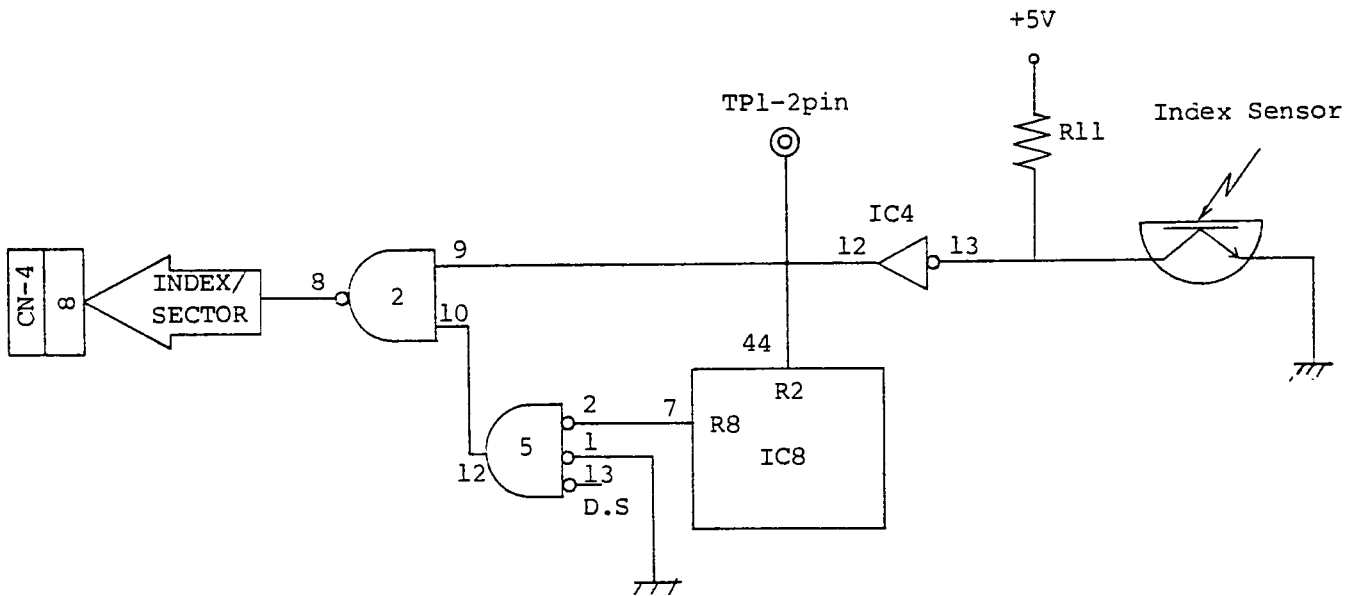 +5V
TP1-2pin
R11
Index Sensor
IC4
12
13
9
8
2
10
INDEX/
SECTOR
CN-4
8
44
R2
R8
IC8
7
2
1
13
D.S
5
12